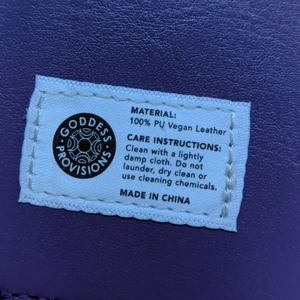 GODDESS
PROVISIONS
MATERIAL:
100% PU Vegan Leather
CARE INSTRUCTIONS:
Clean with a lightly
damp cloth. Do not
launder, dry clean or
use cleaning chemicals.
MADE IN CHINA